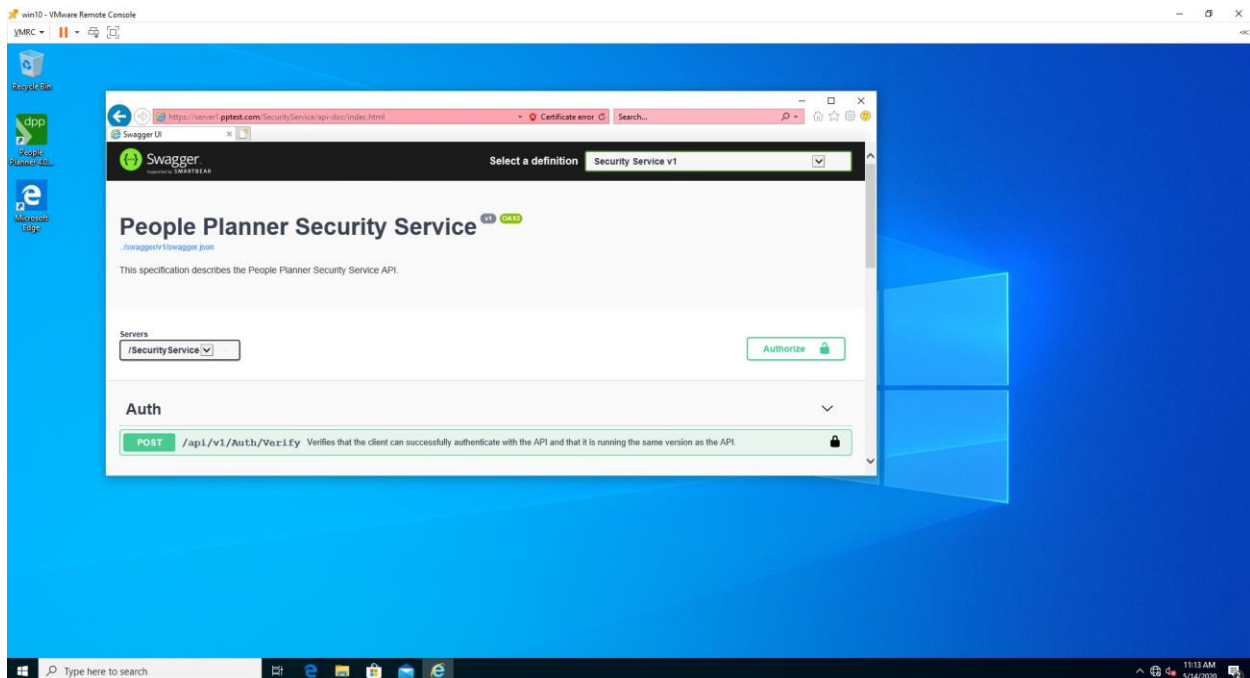 win10 - VMware Remote Console
VMRC
Recycle Bin
dpp
People
Planner 4.0...
Microsoft
Edge
https://server1.pptest.com/SecurityService/api-doc/index.html
Certificate error
Search...
Swagger UI
Swagger.
Supported by SMARTBEAR
Select a definition
Security Service v1
People Planner Security Service v1 OAS3
./swagger/v1/swagger.json
This specification describes the People Planner Security Service API.
Servers
/SecurityService
Authorize
Auth
POST /api/v1/Auth/Verify Verifies that the client can successfully authenticate with the API and that it is running the same version as the API.
Type here to search
11:13 AM
5/14/2020